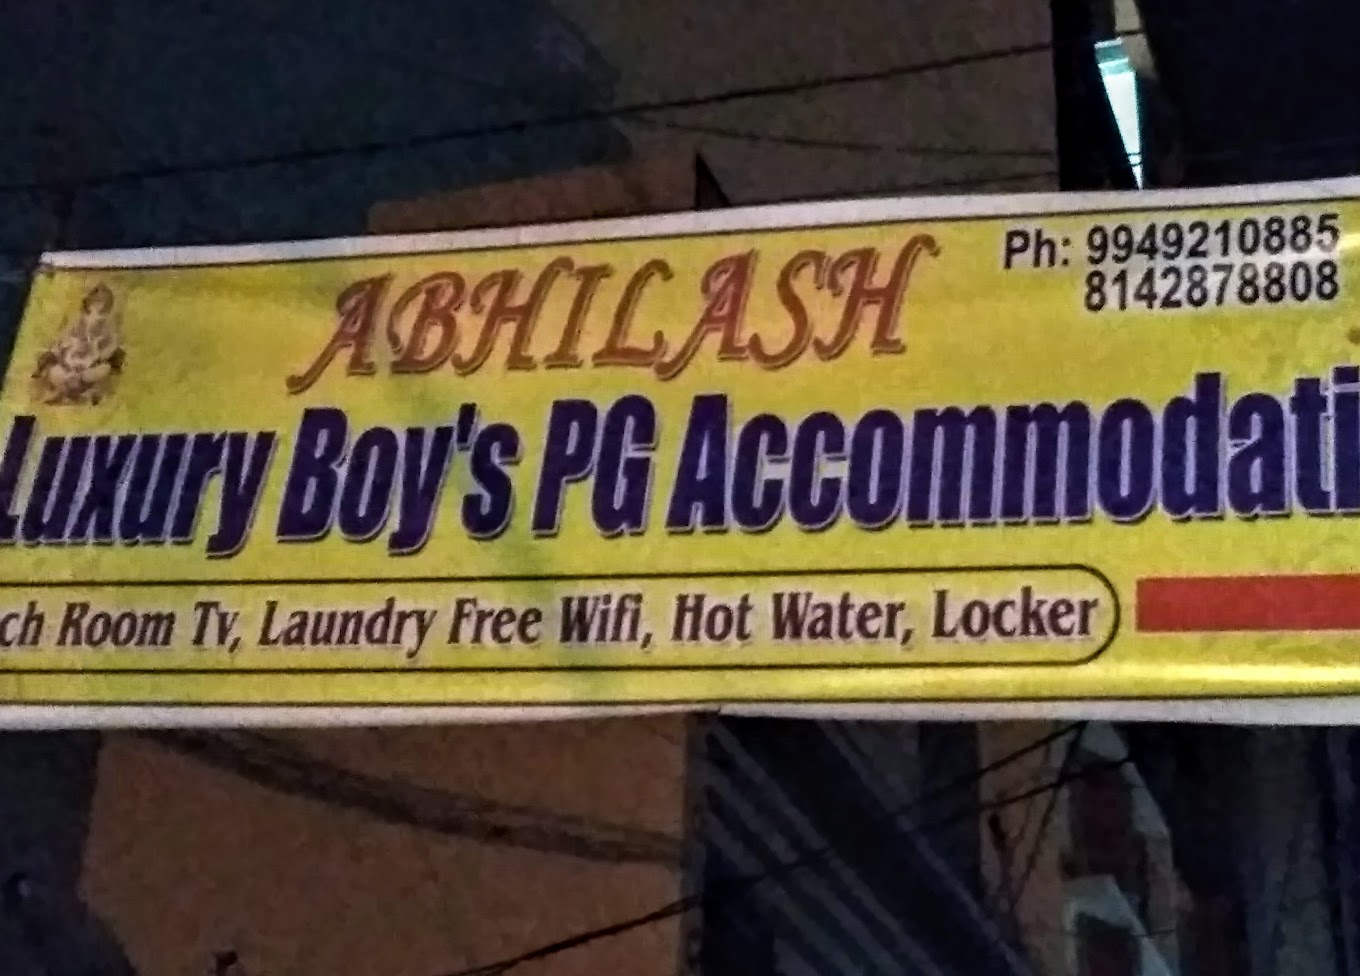 ABHILASH
Ph: 9949210885
8142878808
Luxury Boy's PG Accommodati
ch Room Tv, Laundry Free Wifi, Hot Water, Locker